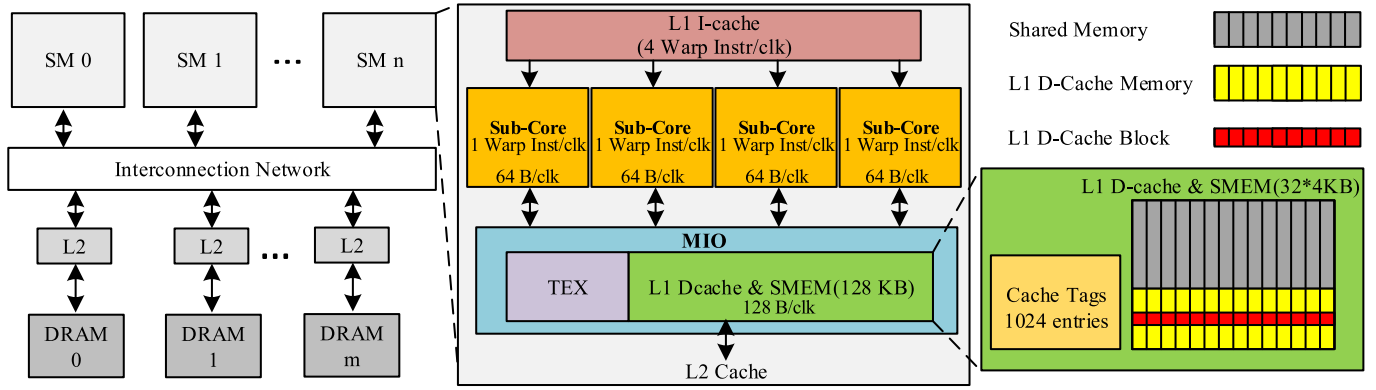 SM 0
SM 1
...
SM n
Interconnection Network
L2
L2
...
L2
DRAM
0
DRAM
1
DRAM
m
L1 I-cache
(4 Warp Instr/clk)
Sub-Core
1 Warp Inst/clk
64 B/clk
Sub-Core
1 Warp Inst/clk
64 B/clk
Sub-Core
1 Warp Inst/clk
64 B/clk
Sub-Core
1 Warp Inst/clk
64 B/clk
MIO
TEX
L1 Dcache & SMEM(128 KB)
128 B/clk
L2 Cache
Shared Memory
L1 D-Cache Memory
L1 D-Cache Block
L1 D-cache & SMEM(32*4KB)
Cache Tags
1024 entries